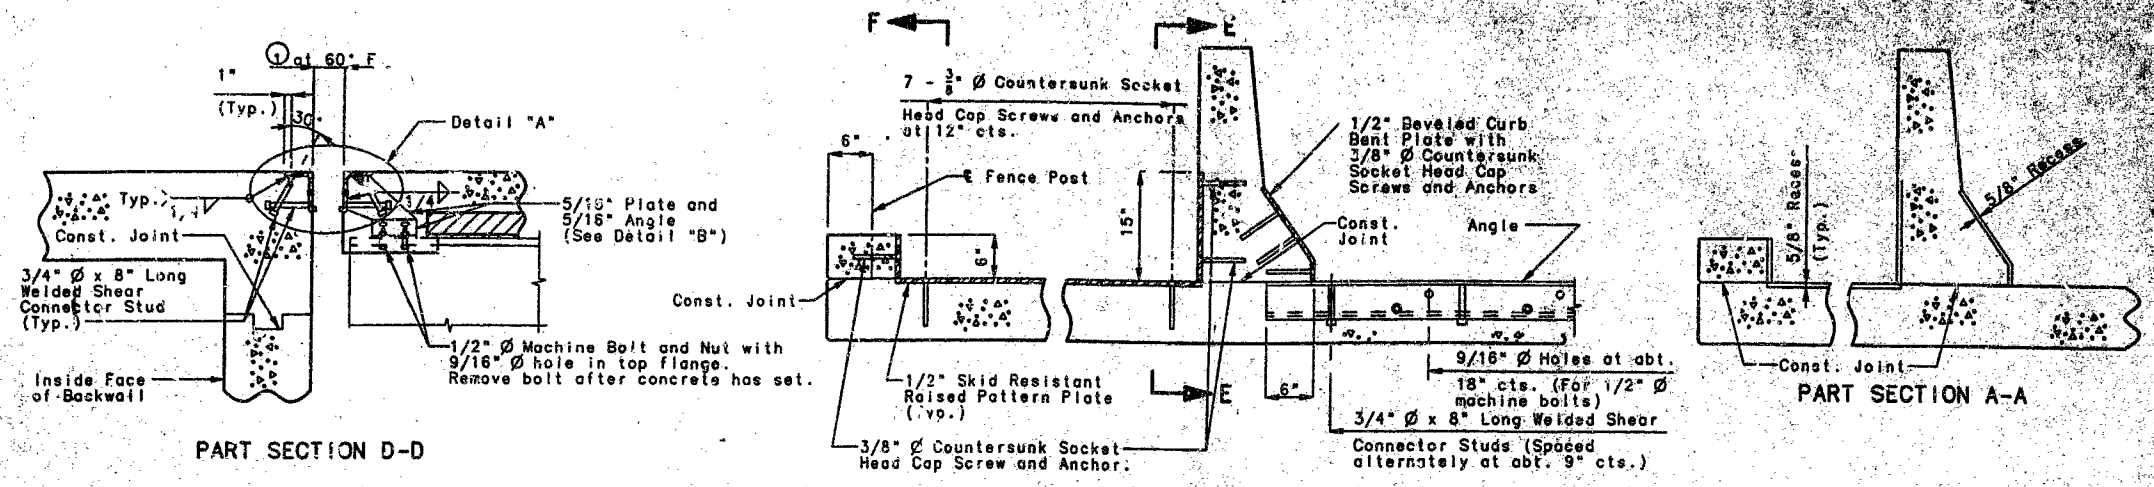 ① at 60° F
1"
(Typ.)
30°
Detail "A"
Typ.
1/4
3/4
5/16" Plate and
5/16" Angle
(See Detail "B")
Const. Joint
3/4" Ø x 8" Long
Welded Shear
Connector Stud
(Typ.)
1/2" Ø Machine Bolt and Nut with
9/16" Ø hole in top flange.
Remove bolt after concrete has set.
Inside Face
of Backwall
PART SECTION D-D
F
E
7 - 3/8" Ø Countersunk Socket
Head Cap Screws and Anchors
at 12" cts.
6"
Fence Post
15"
6"
1/2" Beveled Curb
Bent Plate with
3/8" Ø Countersunk
Socket Head Cap
Screws and Anchors
Const.
Joint
Angle
Const. Joint
1/2" Skid Resistant
Raised Pattern Plate
3/8" Ø Countersunk Socket
Head Cap Screw and Anchor.
E
6"
9/16" Ø Holes at abt.
18" cts. (For 1/2" Ø
machine bolts)
3/4" Ø x 8" Long Welded Shear
Connector Studs (Spaced
alternately at abt. 9" cts.)
5/8" Recess
(Typ.)
5/8" Recess
Const. Joint
PART SECTION A-A